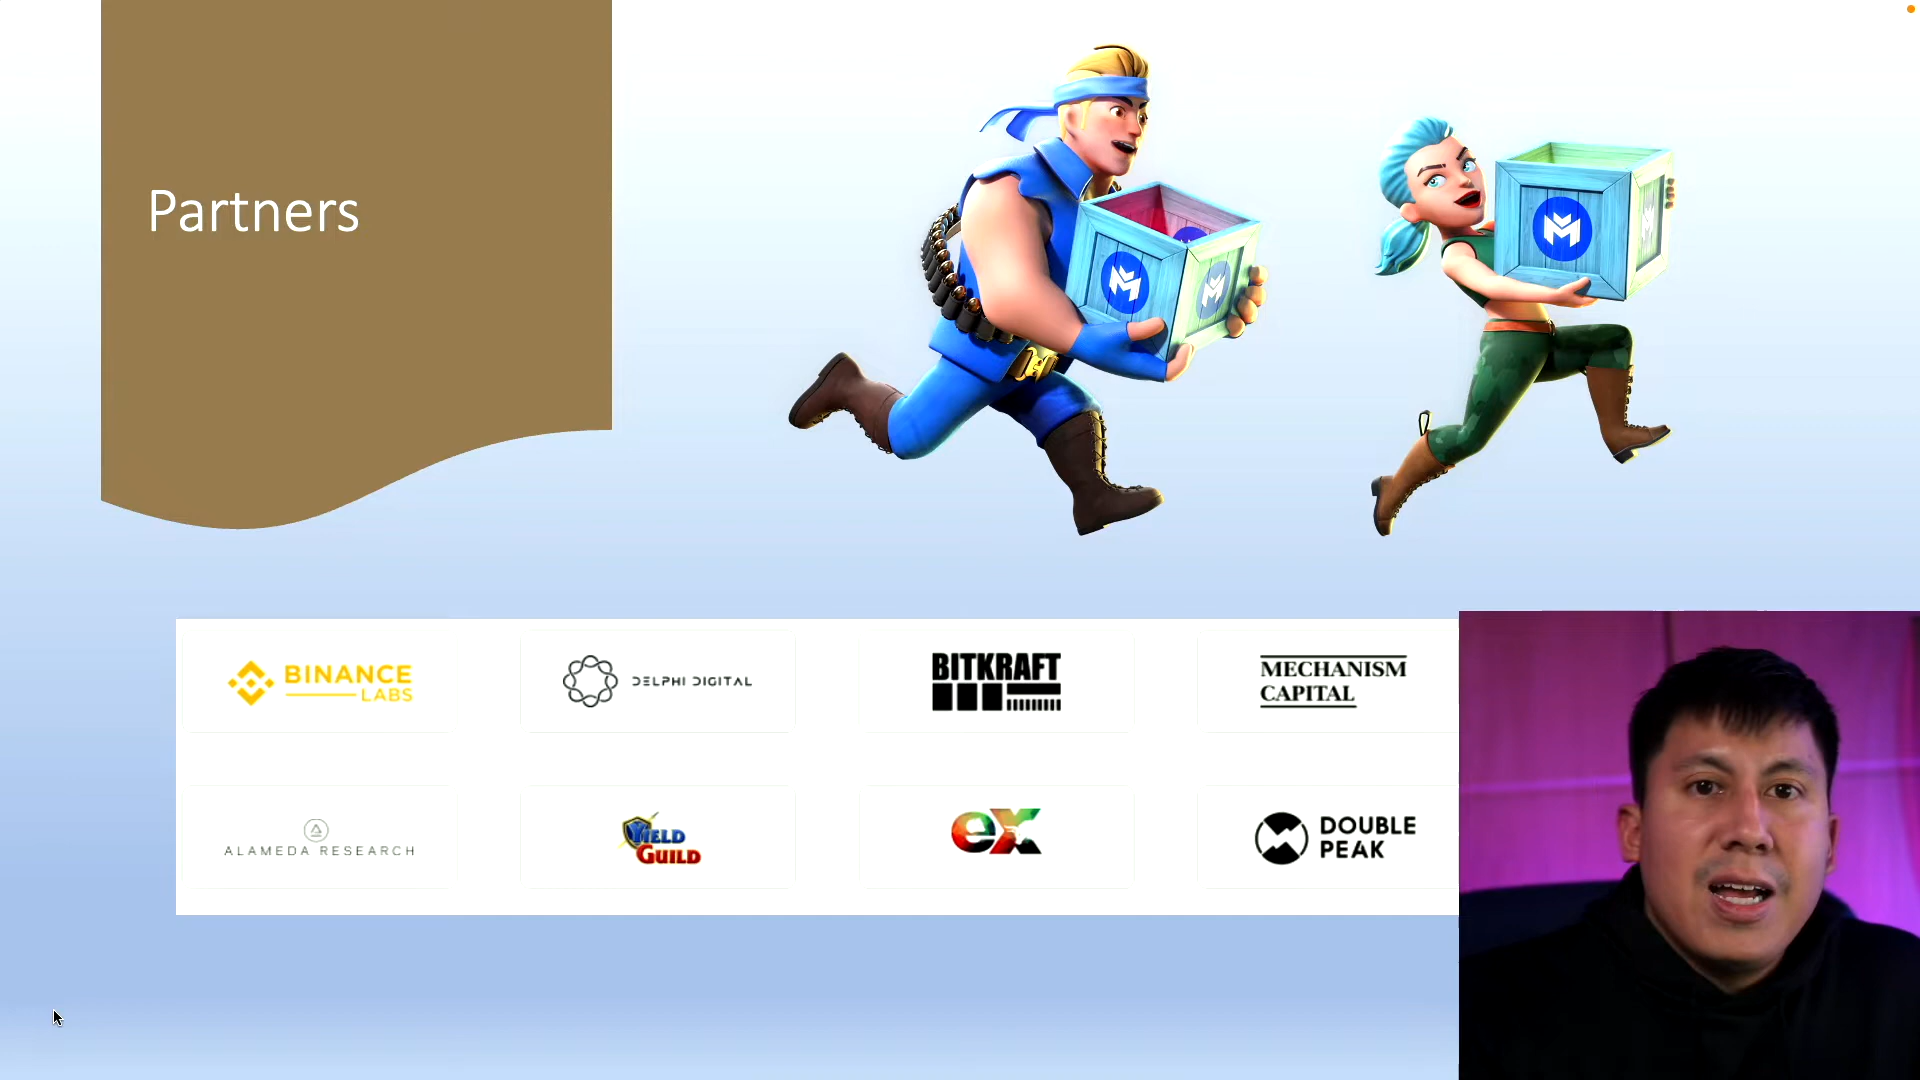 Partners
BINANCE
LABS
DELPHI DIGITAL
BITKRAFT
MECHANISM
CAPITAL
ALAMEDA RESEARCH
YIELD
GUILD
ex
DOUBLE
PEAK